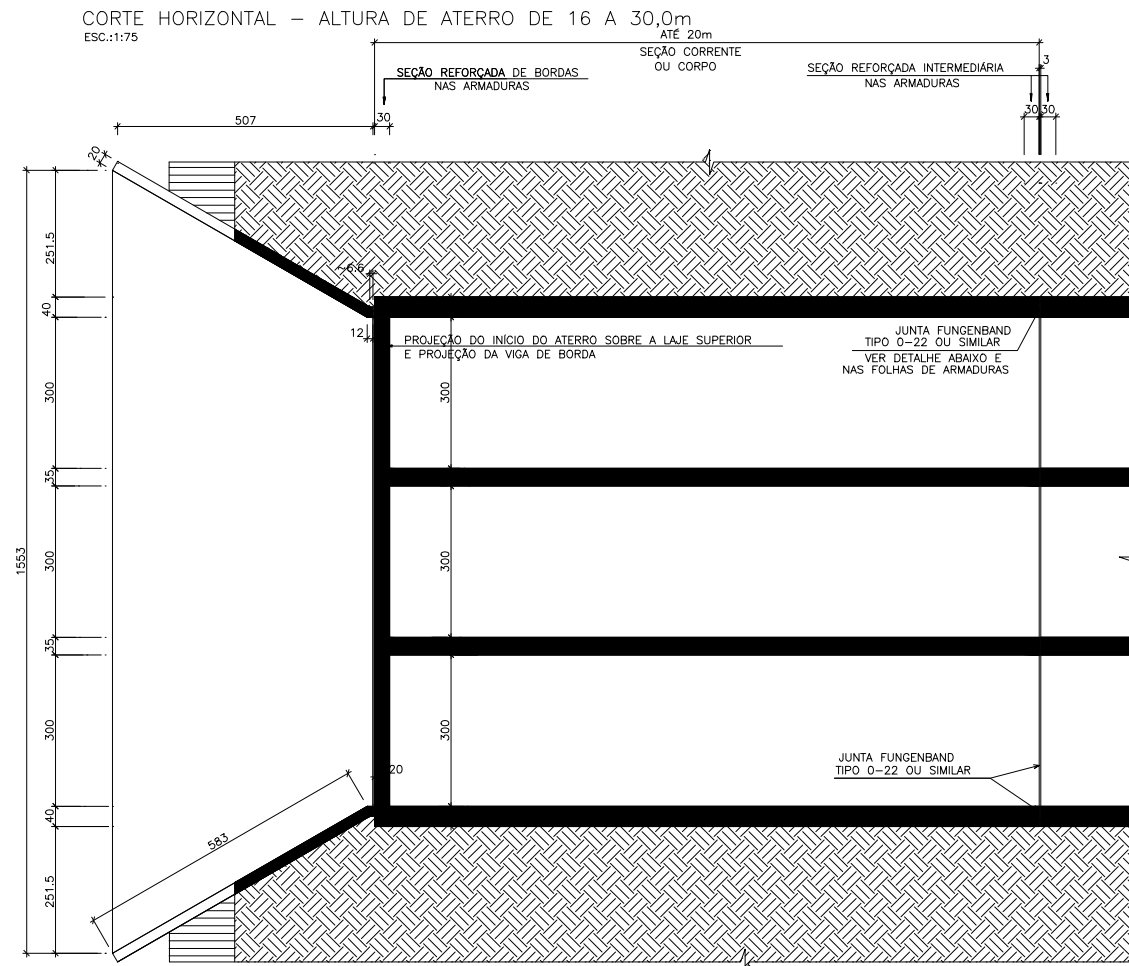 CORTE HORIZONTAL – ALTURA DE ATERRO DE 16 A 30,0m
ESC.:1:75
ATÉ 20m
SEÇÃO CORRENTE
OU CORPO
SEÇÃO REFORÇADA DE BORDAS
NAS ARMADURAS
SEÇÃO REFORÇADA INTERMEDIÁRIA
NAS ARMADURAS
3
507
30
30
30
20
251.5
~6.6
40
12
PROJEÇÃO DO INÍCIO DO ATERRO SOBRE A LAJE SUPERIOR
E PROJEÇÃO DA VIGA DE BORDA
JUNTA FUNGENBAND
TIPO O–22 OU SIMILAR
VER DETALHE ABAIXO E
NAS FOLHAS DE ARMADURAS
300
300
35
1553
300
300
35
300
300
JUNTA FUNGENBAND
TIPO O–22 OU SIMILAR
20
40
583
251.5